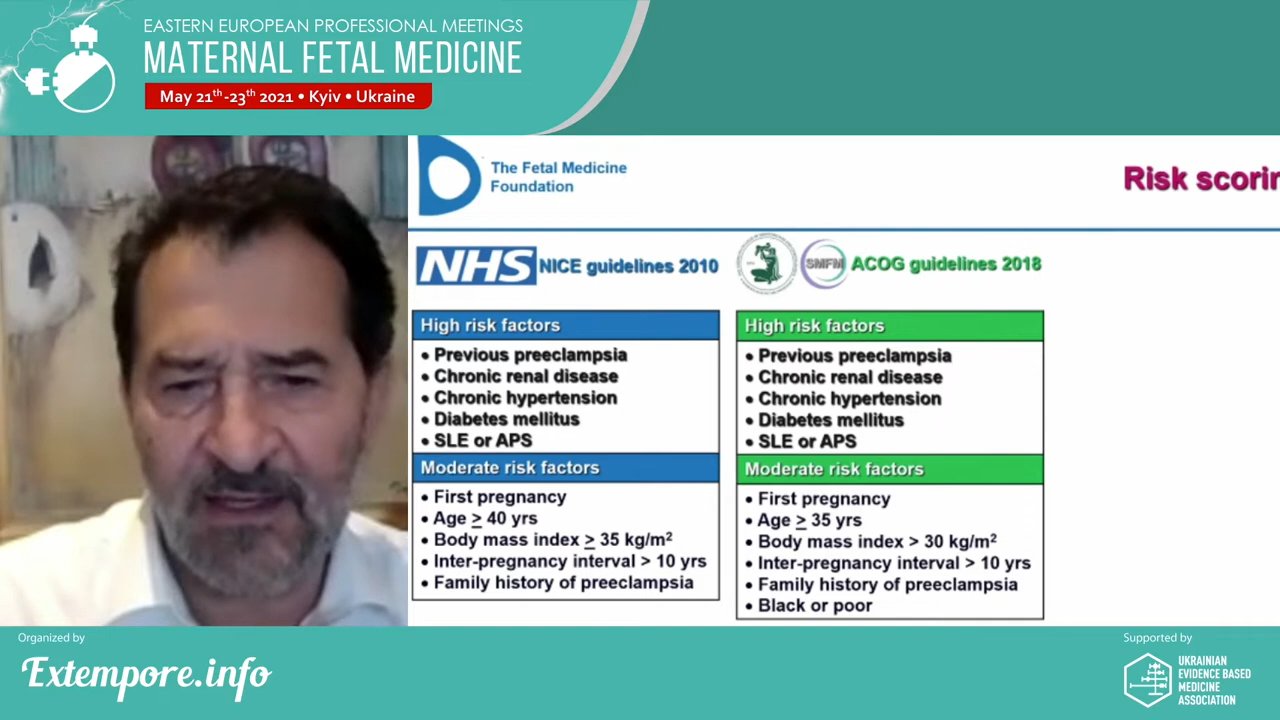 EASTERN EUROPEAN PROFESSIONAL MEETINGS
MATERNAL FETAL MEDICINE
May 21th-23th 2021 • Kyiv • Ukraine
The Fetal Medicine
Foundation
Risk scorin
NHS NICE guidelines 2010
SMFM ACOG guidelines 2018
High risk factors
• Previous preeclampsia
• Chronic renal disease
• Chronic hypertension
• Diabetes mellitus
• SLE or APS
Moderate risk factors
• First pregnancy
• Age ≥ 40 yrs
• Body mass index ≥ 35 kg/m²
• Inter-pregnancy interval > 10 yrs
• Family history of preeclampsia
High risk factors
• Previous preeclampsia
• Chronic renal disease
• Chronic hypertension
• Diabetes mellitus
• SLE or APS
Moderate risk factors
• First pregnancy
• Age ≥ 35 yrs
• Body mass index > 30 kg/m²
• Inter-pregnancy interval > 10 yrs
• Family history of preeclampsia
• Black or poor
Organized by
Extempore.info
Supported by
UKRAINIAN
EVIDENCE BASED
MEDICINE
ASSOCIATION